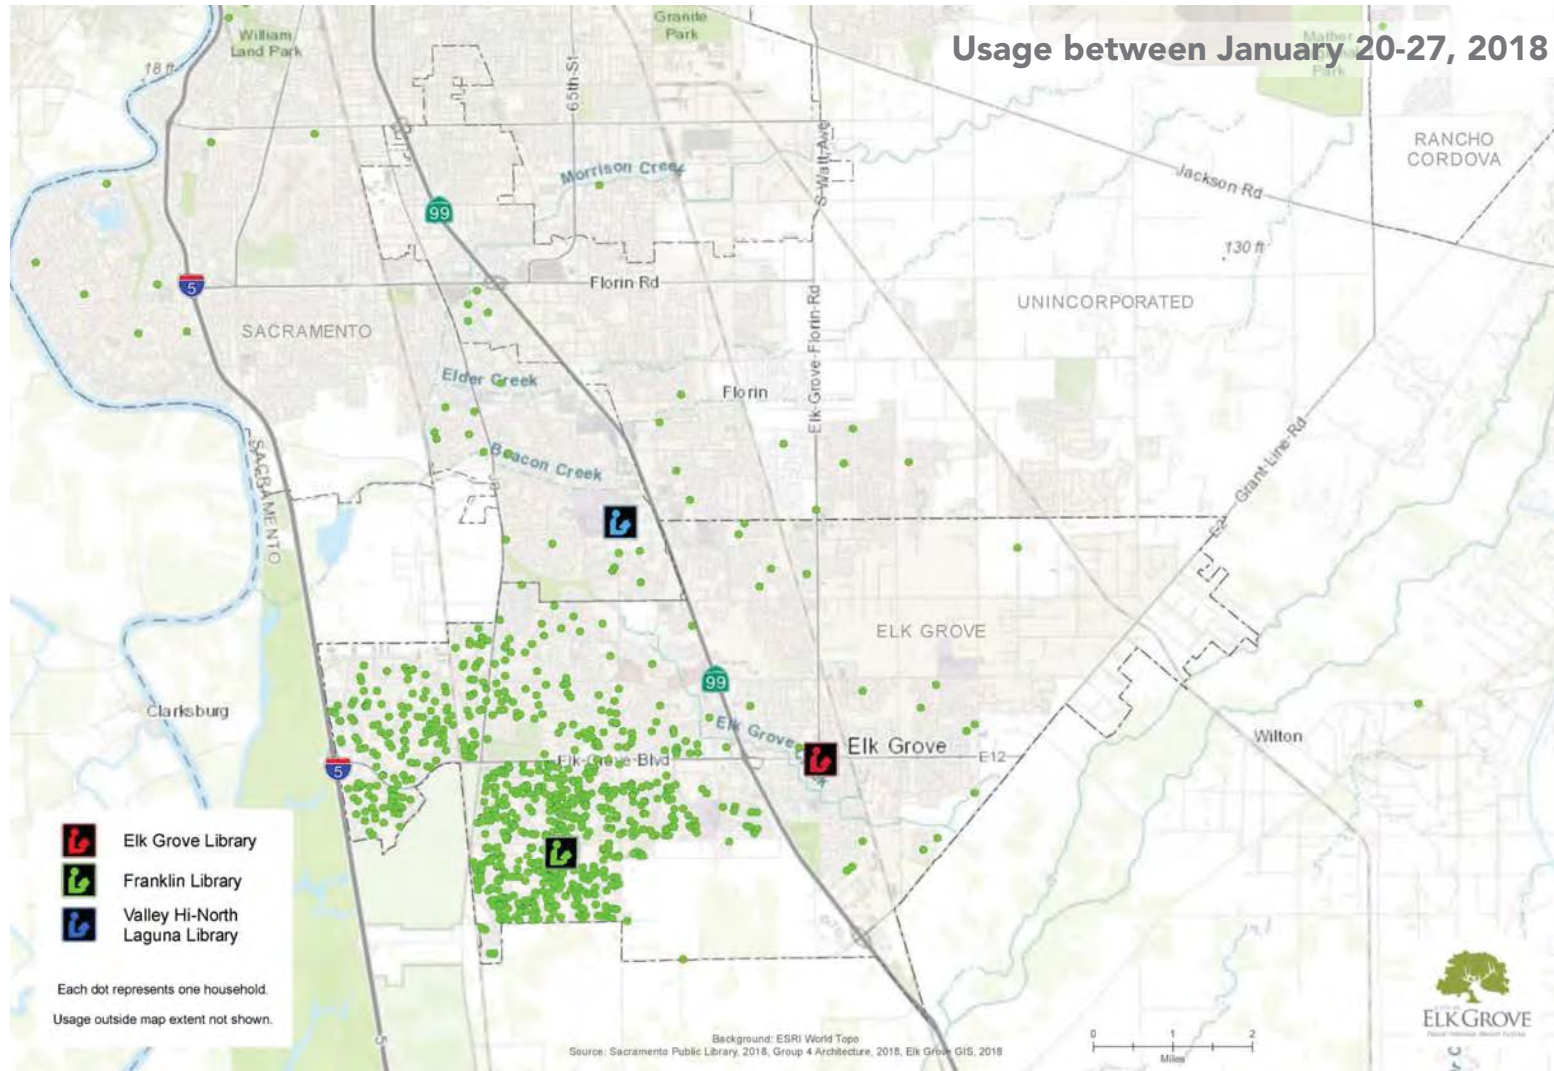 Usage between January 20-27, 2018
William
Land Park
Granite
Park
Mather
Park
18 ft
65th-St
Morrison Creek
S-Watt-Ave
Jackson Rd
RANCHO
CORDOVA
99
130 ft
5
Florin Rd
UNINCORPORATED
SACRAMENTO
Elk-Grove-Florin-Rd
Elder Creek
Florin
Beacon Creek
SACRAMENTO
Grant-Line-Rd
E2
ELK GROVE
99
Clarksburg
Elk Grove
Elk Grove
Wilton
Elk-Grove-Blvd
E12
5
Elk Grove Library
Franklin Library
Valley Hi-North
Laguna Library
Each dot represents one household.
Usage outside map extent not shown.
5
Background: ESRI World Topo
Source: Sacramento Public Library, 2018, Group 4 Architecture, 2018, Elk Grove GIS, 2018
0 1 2
Miles
CITY OF
ELK GROVE